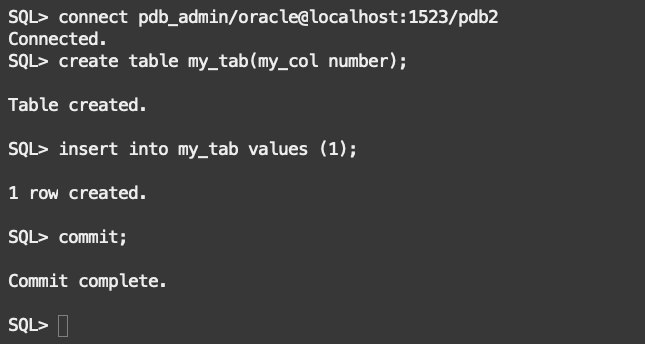 SQL> connect pdb_admin/oracle@localhost:1523/pdb2
Connected.
SQL> create table my_tab(my_col number);
Table created.
SQL> insert into my_tab values (1);
1 row created.
SQL> commit;
Commit complete.
SQL>